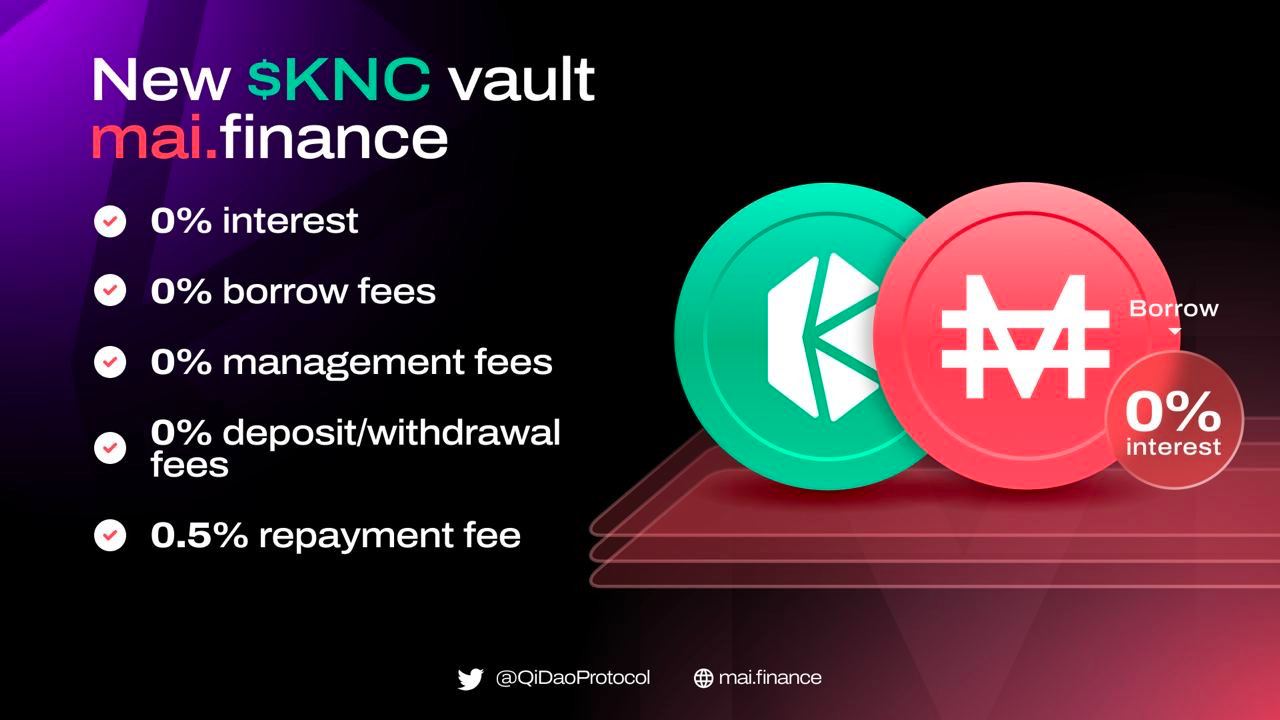 New $KNC vault
mai.finance
0% interest
0% borrow fees
0% management fees
0% deposit/withdrawal
fees
0.5% repayment fee
Borrow
0%
interest
@QiDaoProtocol
mai.finance